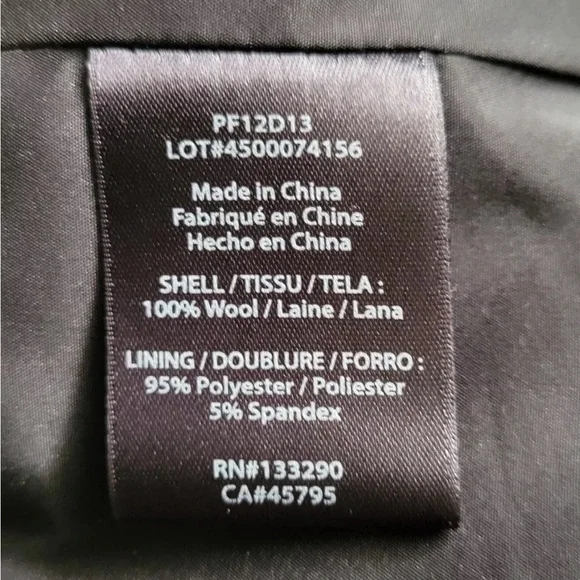 PF12D13
LOT#4500074156
Made in China
Fabriqué en Chine
Hecho en China
SHELL / TISSU / TELA :
100% Wool / Laine / Lana
LINING / DOUBLURE / FORRO :
95% Polyester / Poliester
5% Spandex
RN#133290
CA#45795